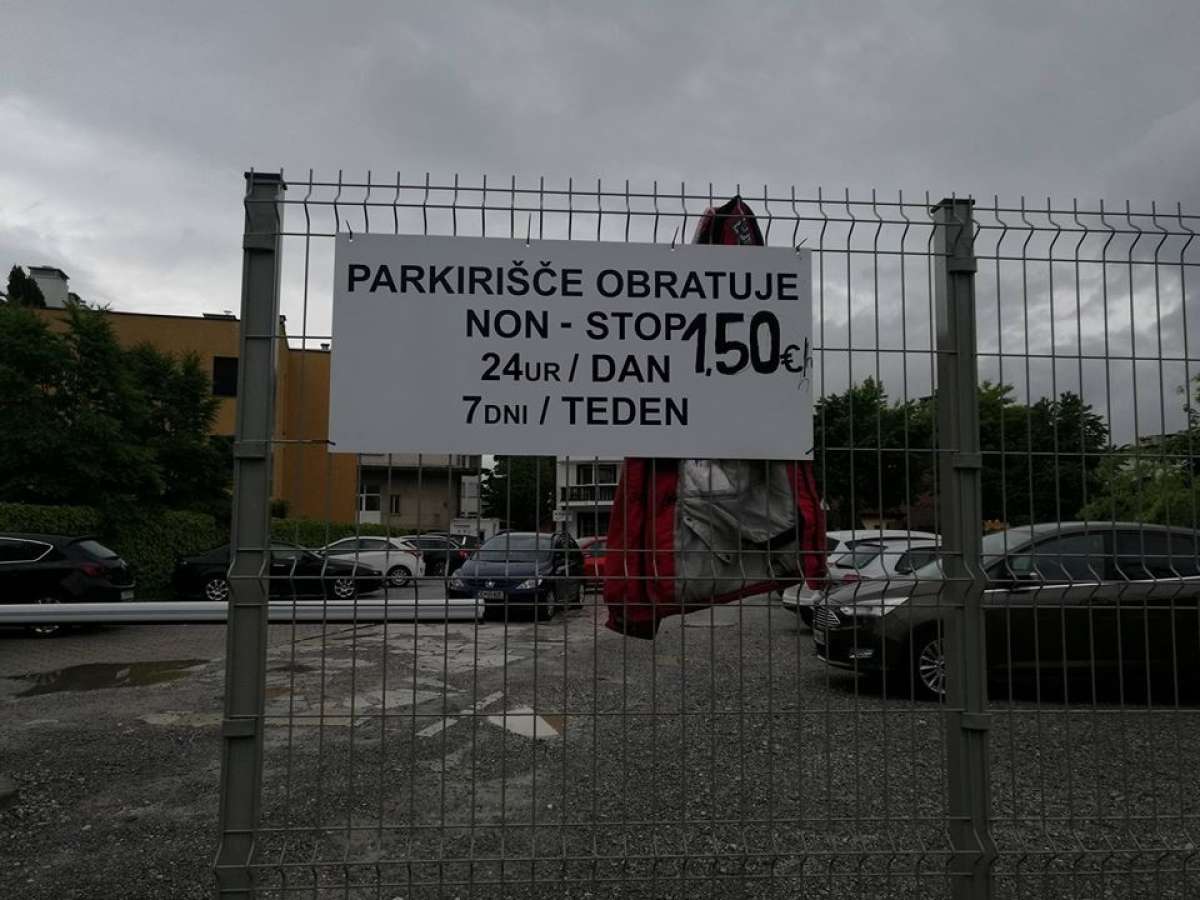 PARKIRIŠČE OBRATUJE
NON - STOP
1,50€/h
24UR / DAN
7DNI / TEDEN